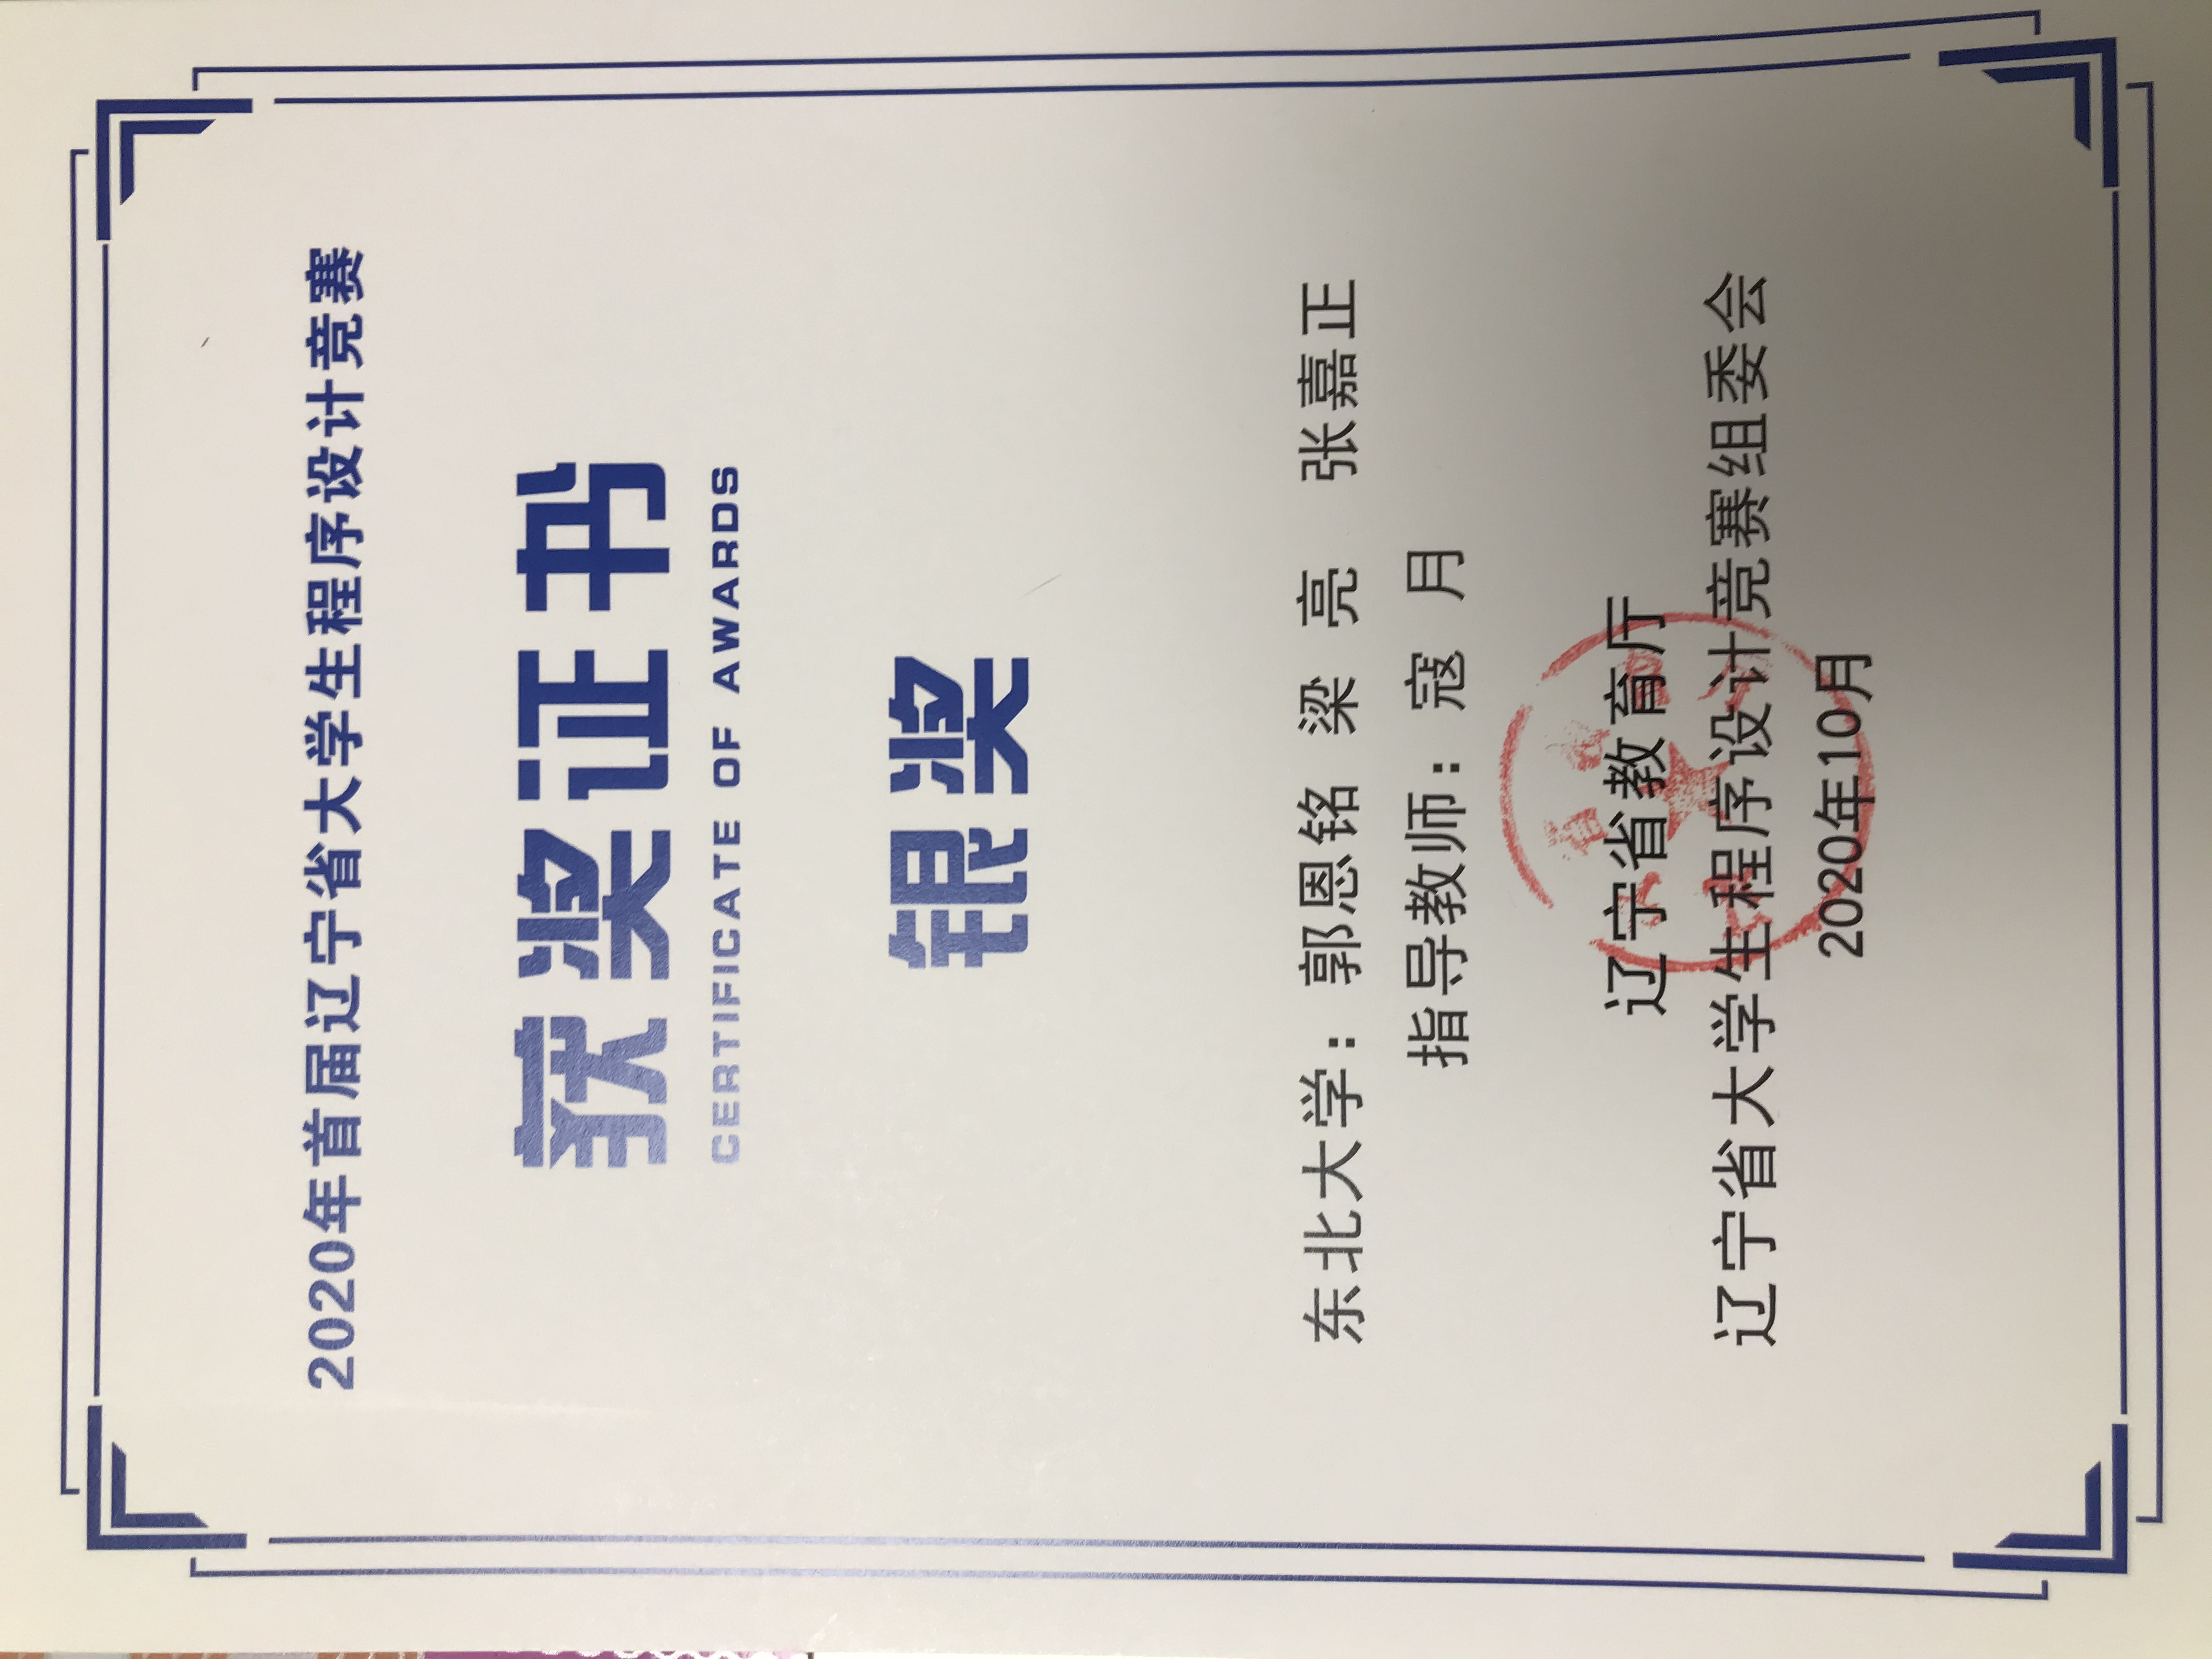 2020年首届辽宁省大学生程序设计竞赛
获奖证书
CERTIFICATE OF AWARDS
银奖
东北大学：郭恩铭 梁 亮 张嘉正
指导教师：寇 月
辽宁省教育厅
辽宁省大学生程序设计竞赛组委会
2020年10月